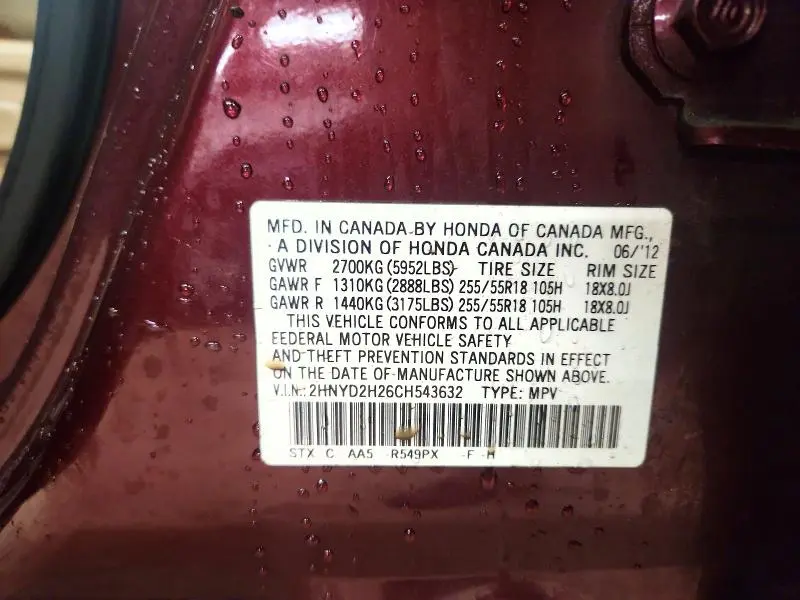 MFD. IN CANADA BY HONDA OF CANADA MFG.,
A DIVISION OF HONDA CANADA INC. 06/'12
GVWR 2700KG (5952LBS) TIRE SIZE RIM SIZE
GAWR F 1310KG (2888LBS) 255/55R18 105H 18X8.0J
GAWR R 1440KG (3175LBS) 255/55R18 105H 18X8.0J
THIS VEHICLE CONFORMS TO ALL APPLICABLE
FEDERAL MOTOR VEHICLE SAFETY
AND THEFT PREVENTION STANDARDS IN EFFECT
ON THE DATE OF MANUFACTURE SHOWN ABOVE.
V.I.N.: 2HNYD2H26CH543632 TYPE: MPV
STX C AA5 R549PX -F -H